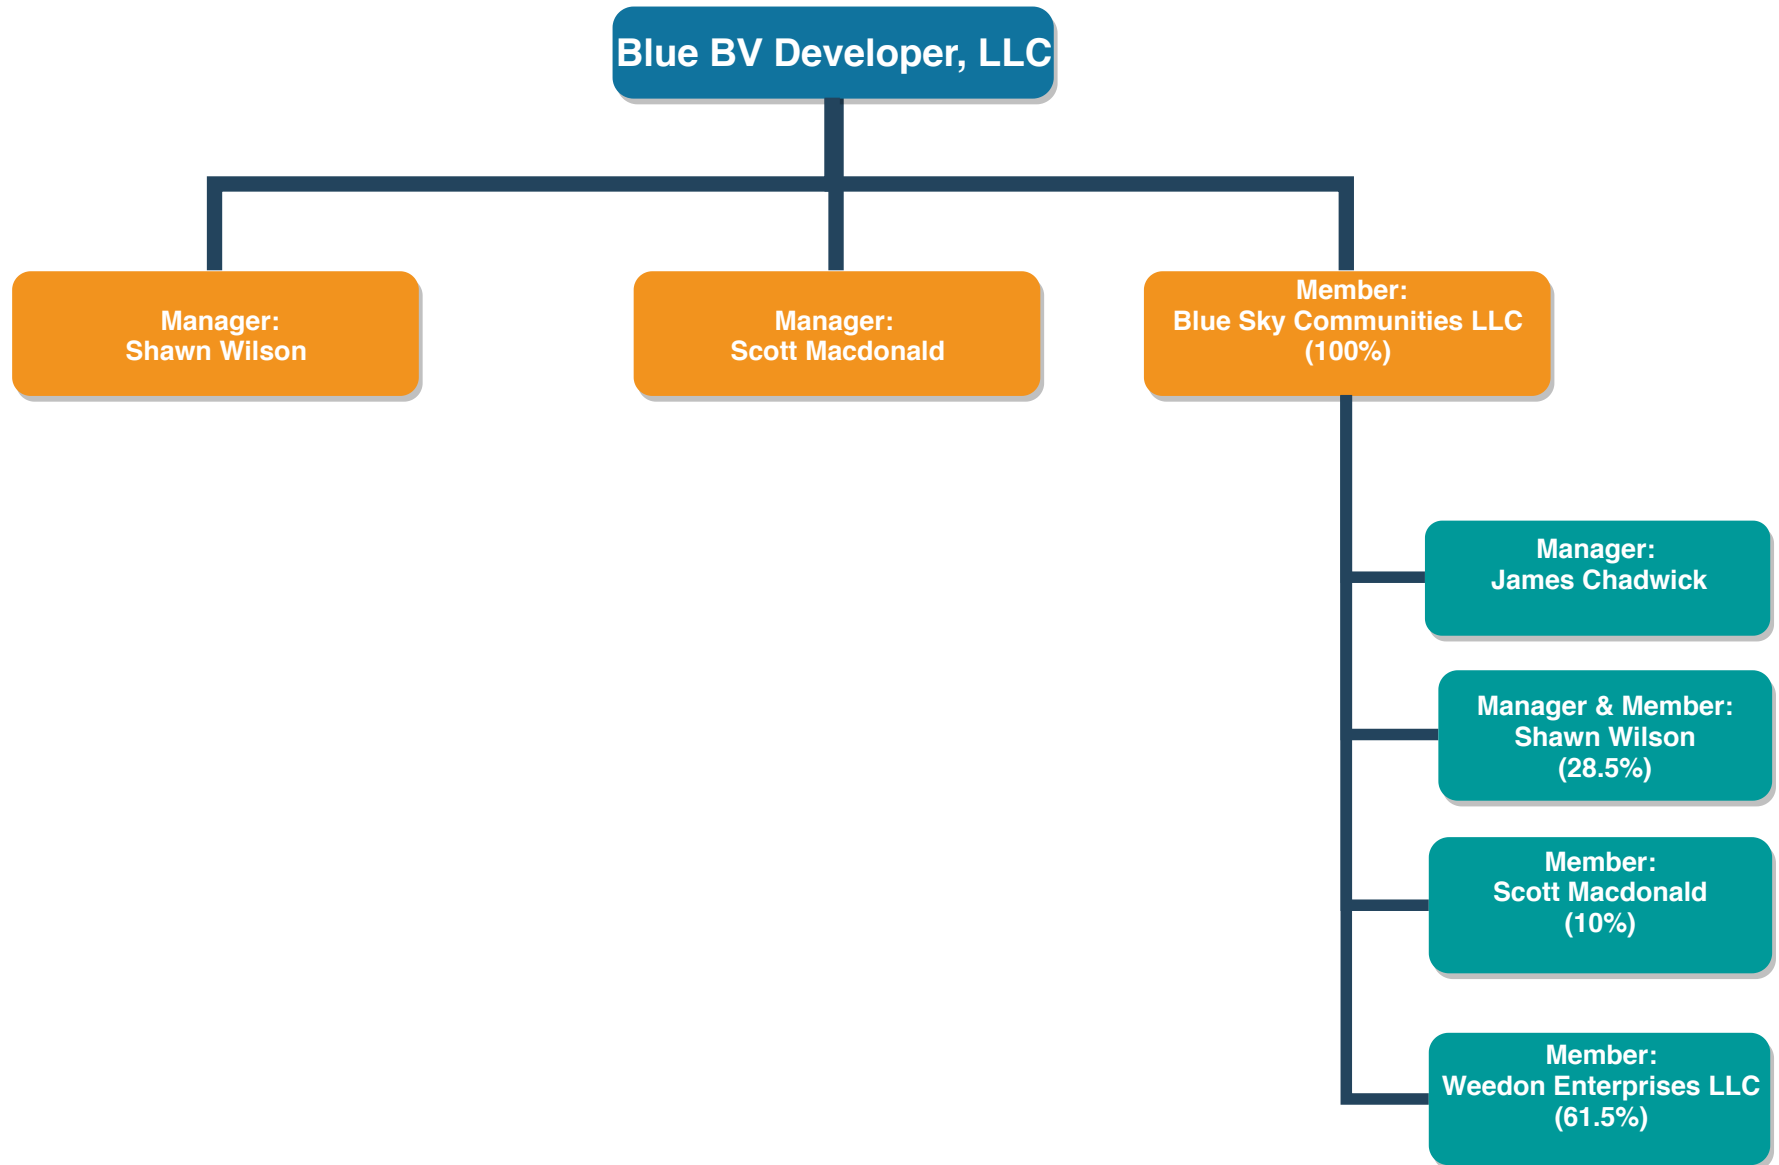 Blue BV Developer, LLC
Manager:
Shawn Wilson
Manager:
Scott Macdonald
Member:
Blue Sky Communities LLC
(100%)
Manager:
James Chadwick
Manager & Member:
Shawn Wilson
(28.5%)
Member:
Scott Macdonald
(10%)
Member:
Weedon Enterprises LLC
(61.5%)